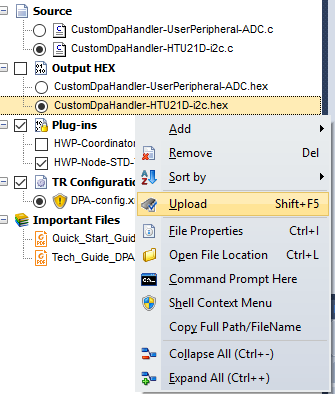 Source
CustomDpaHandler-UserPeripheral-ADC.c
CustomDpaHandler-HTU21D-i2c.c
Output HEX
CustomDpaHandler-UserPeripheral-ADC.hex
CustomDpaHandler-HTU21D-i2c.hex
Plug-ins
HWP-Coordinator
HWP-Node-STD-
TR Configuration
DPA-config.x
Important Files
Quick_Start_Guid
Tech_Guide_DPA
Add
Remove Del
Sort by
Upload Shift+F5
File Properties Ctrl+I
Open File Location Ctrl+L
Command Prompt Here
Shell Context Menu
Copy Full Path/FileName
Collapse All (Ctrl+-)
Expand All (Ctrl++)